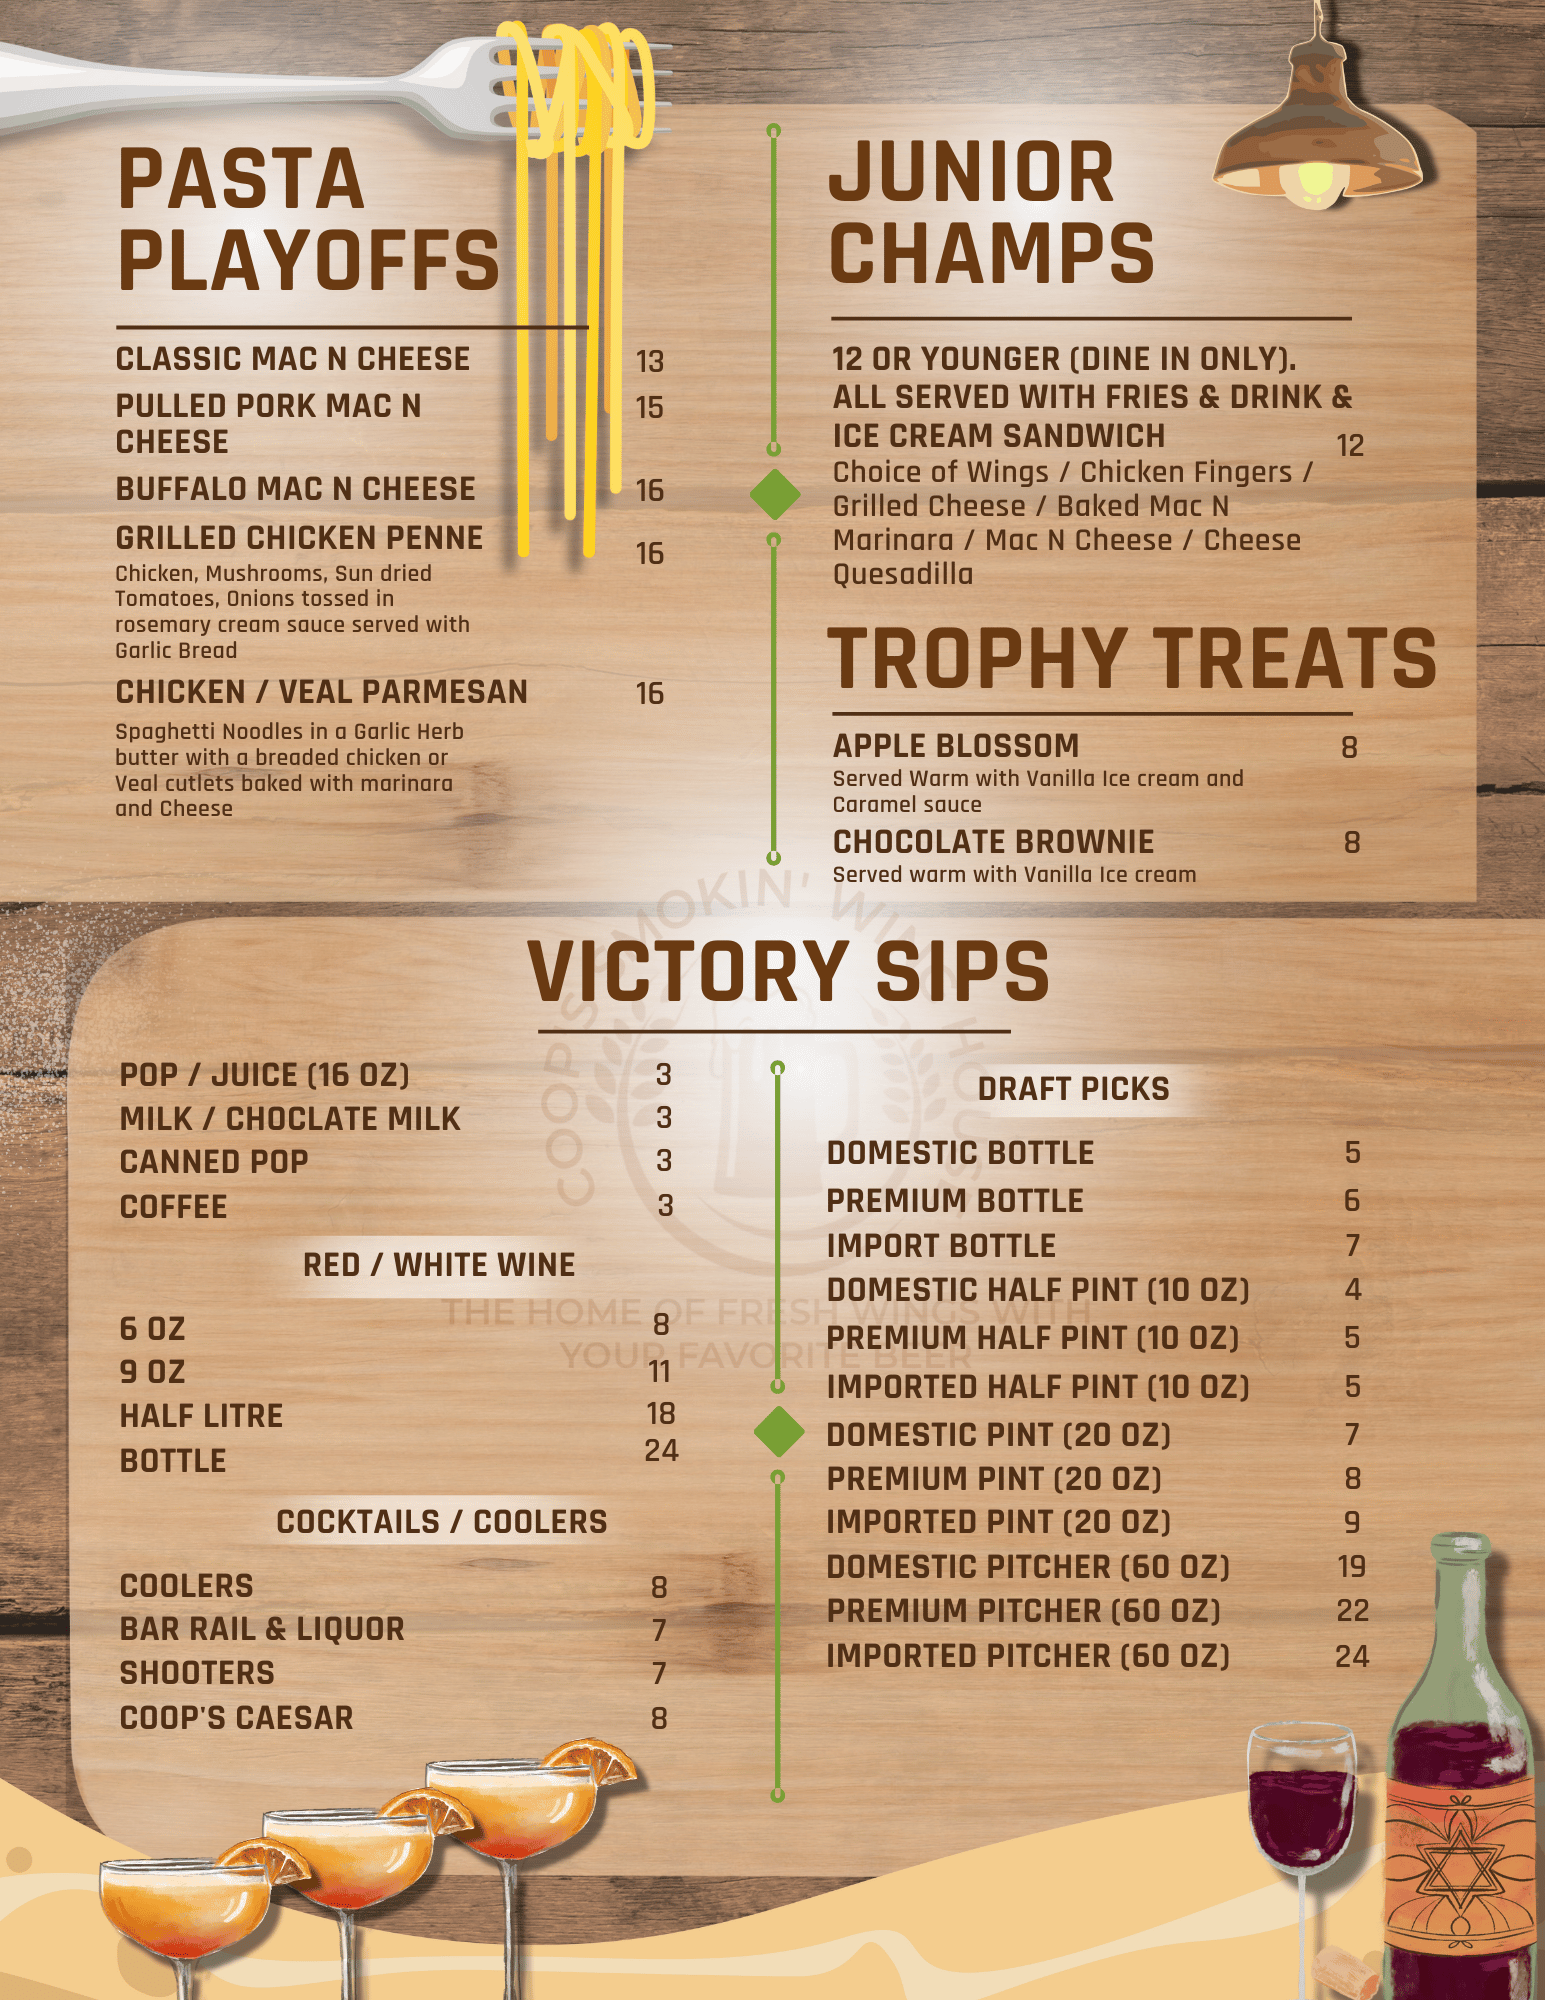 PASTA
PLAYOFFS
CLASSIC MAC N CHEESE 13
PULLED PORK MAC N 15
CHEESE
BUFFALO MAC N CHEESE 16
GRILLED CHICKEN PENNE 16
Chicken, Mushrooms, Sun dried
Tomatoes, Onions tossed in
rosemary cream sauce served with
Garlic Bread
CHICKEN / VEAL PARMESAN 16
Spaghetti Noodles in a Garlic Herb
butter with a breaded chicken or
Veal cutlets baked with marinara
and Cheese
JUNIOR
CHAMPS
12 OR YOUNGER (DINE IN ONLY).
ALL SERVED WITH FRIES & DRINK &
ICE CREAM SANDWICH 12
Choice of Wings / Chicken Fingers /
Grilled Cheese / Baked Mac N
Marinara / Mac N Cheese / Cheese
Quesadilla
TROPHY TREATS
APPLE BLOSSOM 8
Served Warm with Vanilla Ice cream and
Caramel sauce
CHOCOLATE BROWNIE 8
Served warm with Vanilla Ice cream
COOPS SMOKIN' WING HOUSE
VICTORY SIPS
POP / JUICE (16 OZ) 3
MILK / CHOCLATE MILK 3
CANNED POP 3
COFFEE 3
RED / WHITE WINE
6 OZ 8
9 OZ 11
HALF LITRE 18
BOTTLE 24
COCKTAILS / COOLERS
COOLERS 8
BAR RAIL & LIQUOR 7
SHOOTERS 7
COOP'S CAESAR 8
THE HOME OF FRESH WINGS WITH
YOUR FAVORITE BEER
DRAFT PICKS
DOMESTIC BOTTLE 5
PREMIUM BOTTLE 6
IMPORT BOTTLE 7
DOMESTIC HALF PINT (10 OZ) 4
PREMIUM HALF PINT (10 OZ) 5
IMPORTED HALF PINT (10 OZ) 5
DOMESTIC PINT (20 OZ) 7
PREMIUM PINT (20 OZ) 8
IMPORTED PINT (20 OZ) 9
DOMESTIC PITCHER (60 OZ) 19
PREMIUM PITCHER (60 OZ) 22
IMPORTED PITCHER (60 OZ) 24